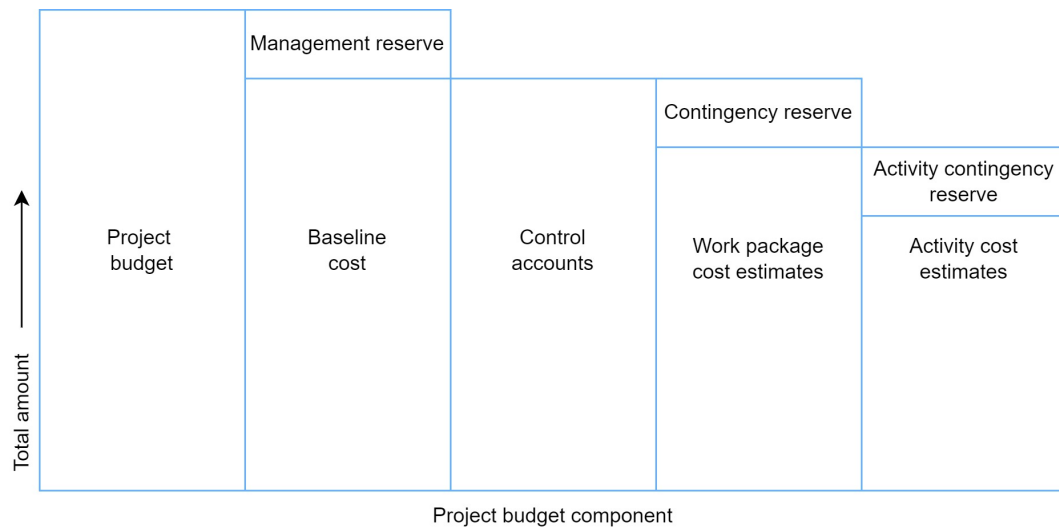 Management reserve
Contingency reserve
Activity contingency
reserve
Project
budget
Baseline
cost
Control
accounts
Work package
cost estimates
Activity cost
estimates
Total amount
Project budget component